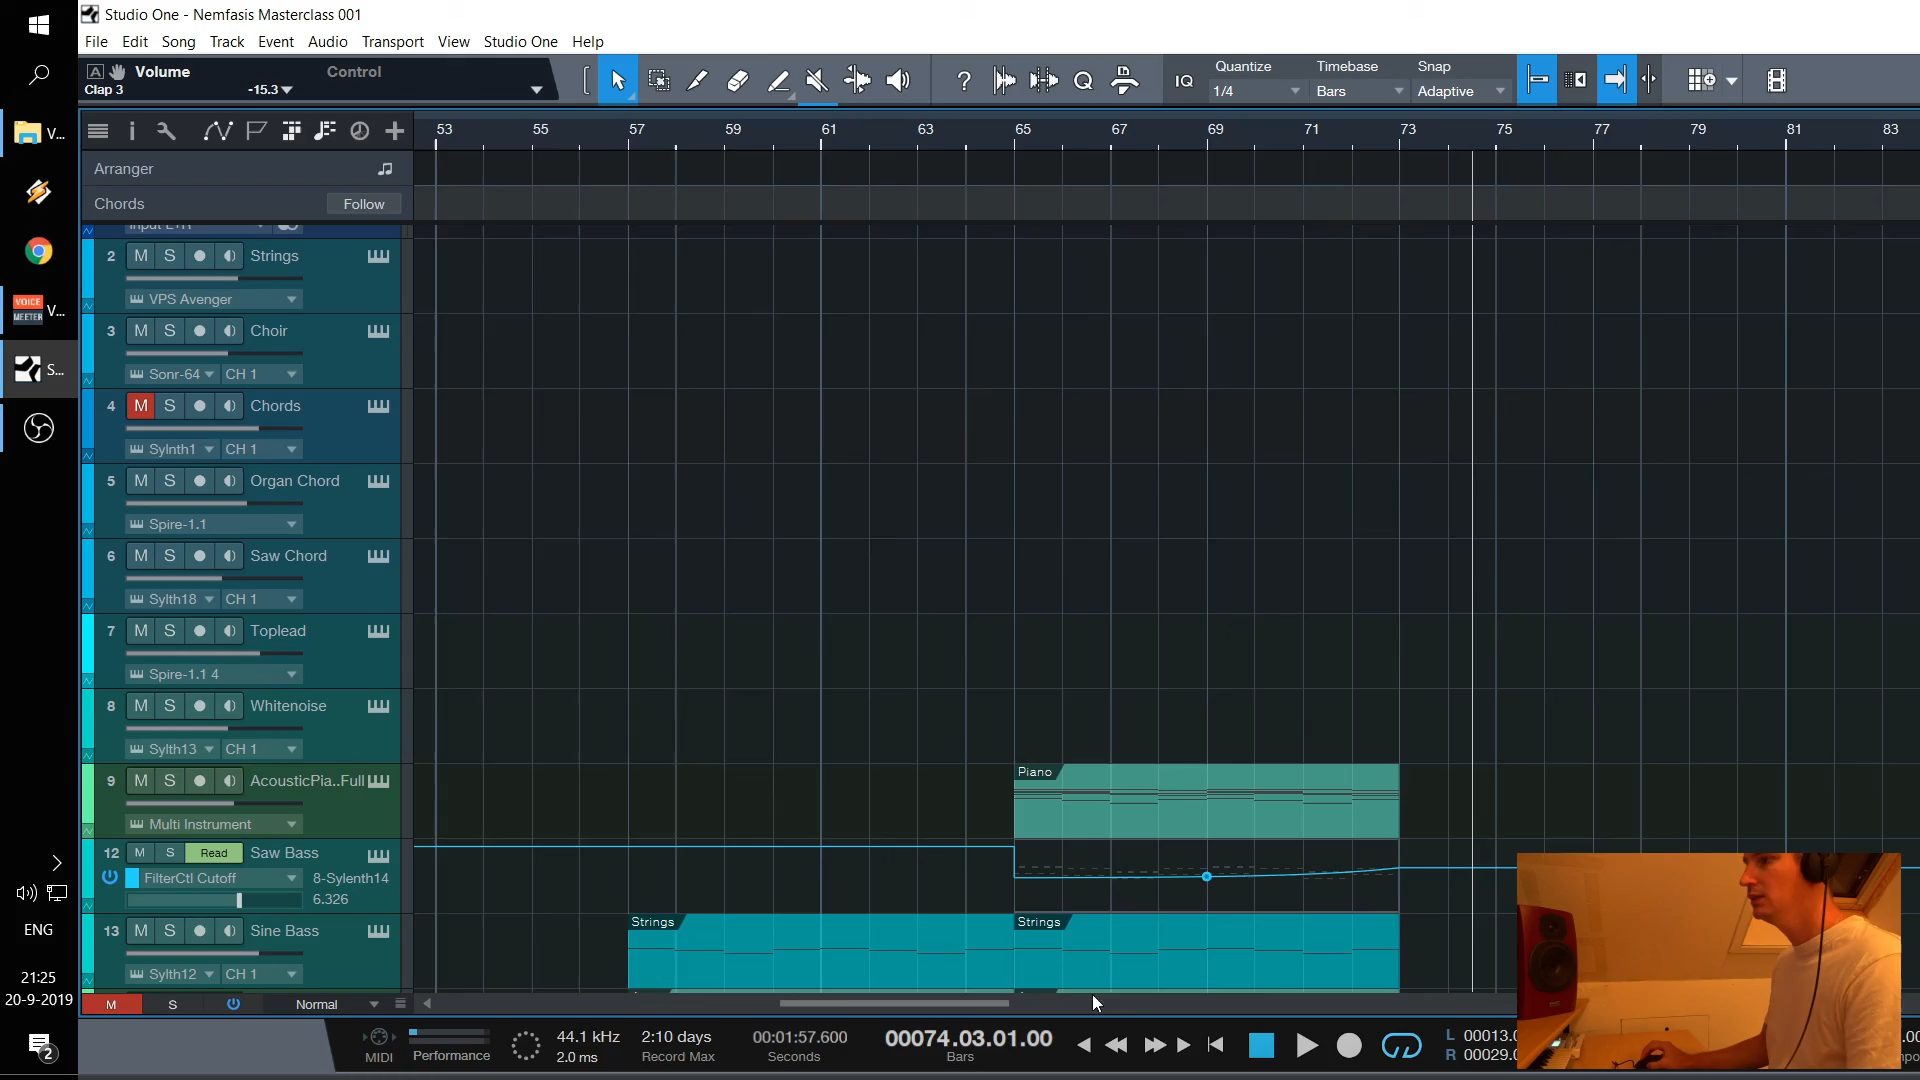 Studio One - Nemfasis Masterclass 001
File Edit Song Track Event Audio Transport View Studio One Help
A Volume Control
Clap 3 -15.3
IQ Quantize Timebase Snap
1/4 Bars Adaptive
53 55 57 59 61 63 65 67 69 71 73 75 77 79 81 83
Arranger
Chords Follow
2 M S Strings
VPS Avenger
3 M S Choir
Sonr-64 CH 1
4 M S Chords
Sylnth1 CH 1
5 M S Organ Chord
Spire-1.1
6 M S Saw Chord
Sylth18 CH 1
7 M S Toplead
Spire-1.1 4
8 M S Whitenoise
Sylth13 CH 1
9 M S AcousticPia..Full
Multi Instrument
Piano
12 M S Read Saw Bass
FilterCtl Cutoff 8-Sylenth14
6.326
13 M S Sine Bass
Sylth12 CH 1
Strings Strings
M S Normal
MIDI Performance
44.1 kHz
2.0 ms
2:10 days
Record Max
00:01:57.600
Seconds
00074.03.01.00
Bars
L 00013.0
R 00029.0
V...
VOICE MEETER V...
S...
ENG
21:25
20-9-2019
2